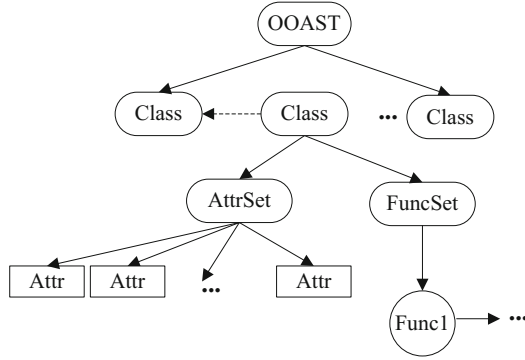 OOAST
Class
Class
... Class
AttrSet
FuncSet
Attr
Attr
...
Attr
Func1
...